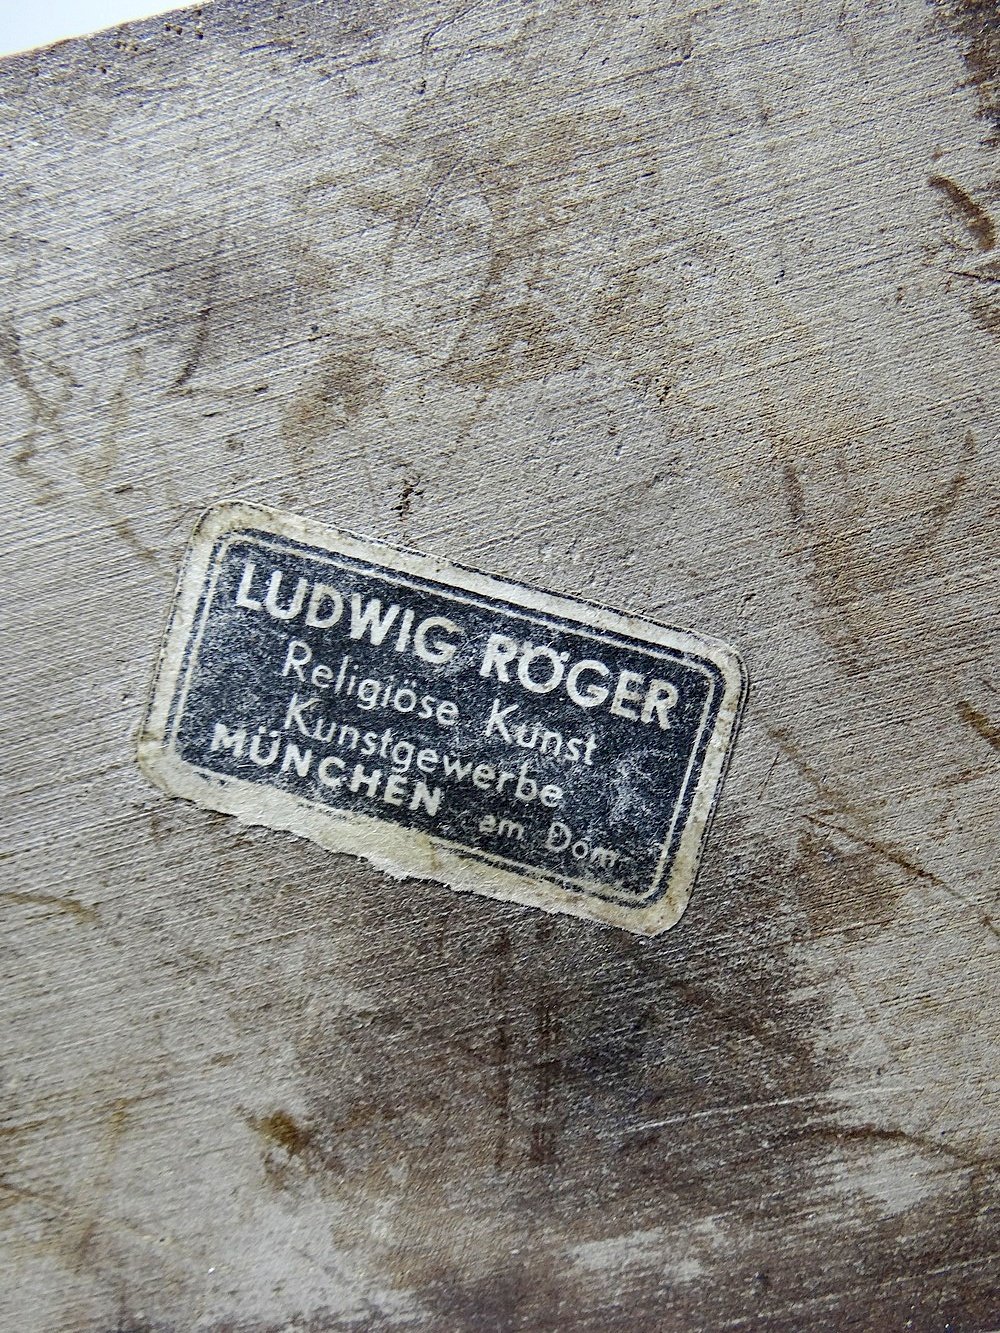 LUDWIG RÖGER
Religiöse Kunst
Kunstgewerbe
MÜNCHEN am Dom